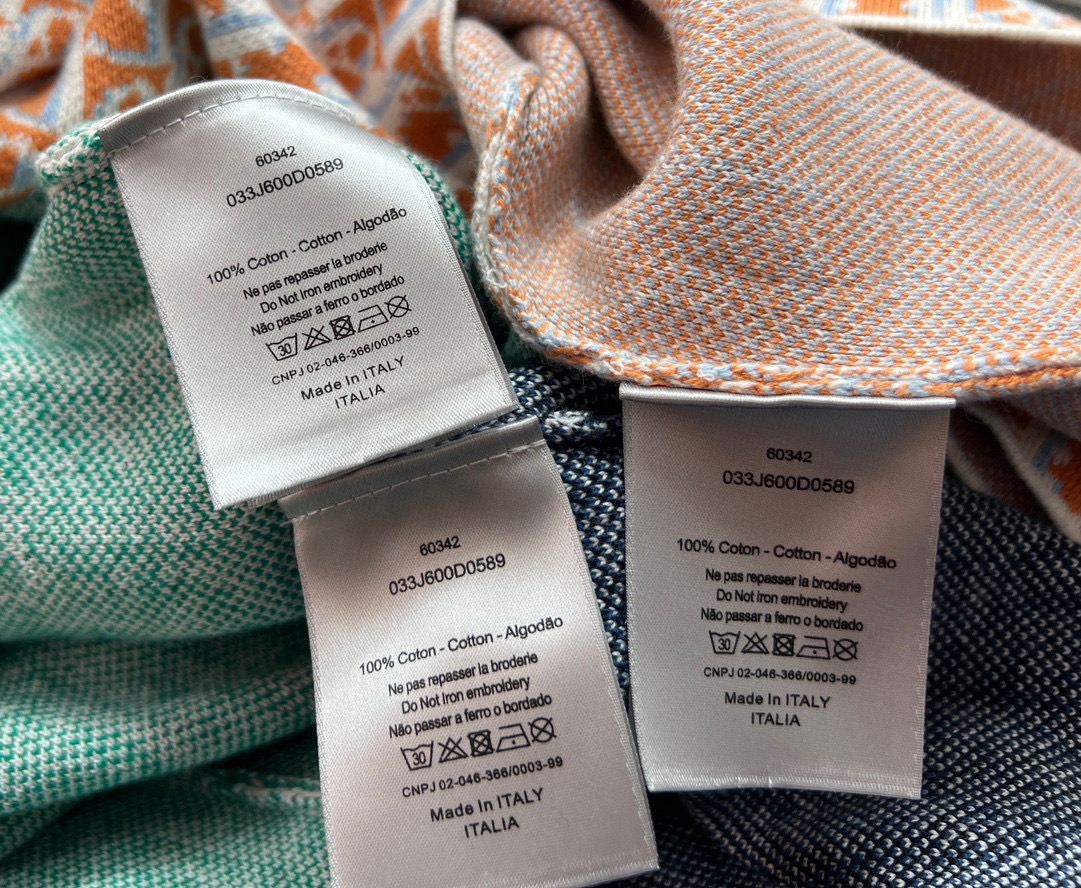 60342
033J600D0589
100% Coton - Cotton - Algodão
Ne pas repasser la broderie
Do Not Iron embroidery
Não passar a ferro o bordado
30
CNPJ 02-046-366/0003-99
Made In ITALY
ITALIA
60342
033J600D0589
100% Coton - Cotton - Algodão
Ne pas repasser la broderie
Do Not Iron embroidery
Não passar a ferro o bordado
30
CNPJ 02-046-366/0003-99
Made In ITALY
ITALIA
60342
033J600D0589
100% Coton - Cotton - Algodão
Ne pas repasser la broderie
Do Not Iron embroidery
Não passar a ferro o bordado
30
CNPJ 02-046-366/0003-99
Made In ITALY
ITALIA